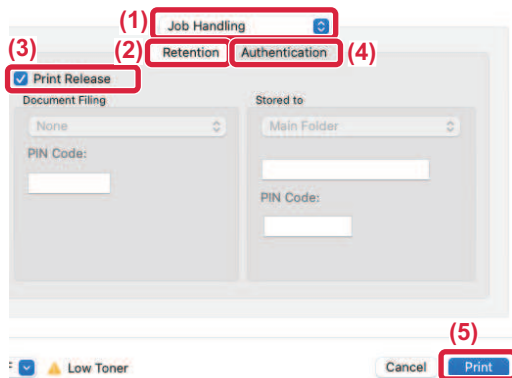 (1) Job Handling
(2) Retention Authentication (4)
(3)
Print Release
Document Filing Stored to
None Main Folder
PIN Code:
PIN Code:
(5)
Low Toner Cancel Print